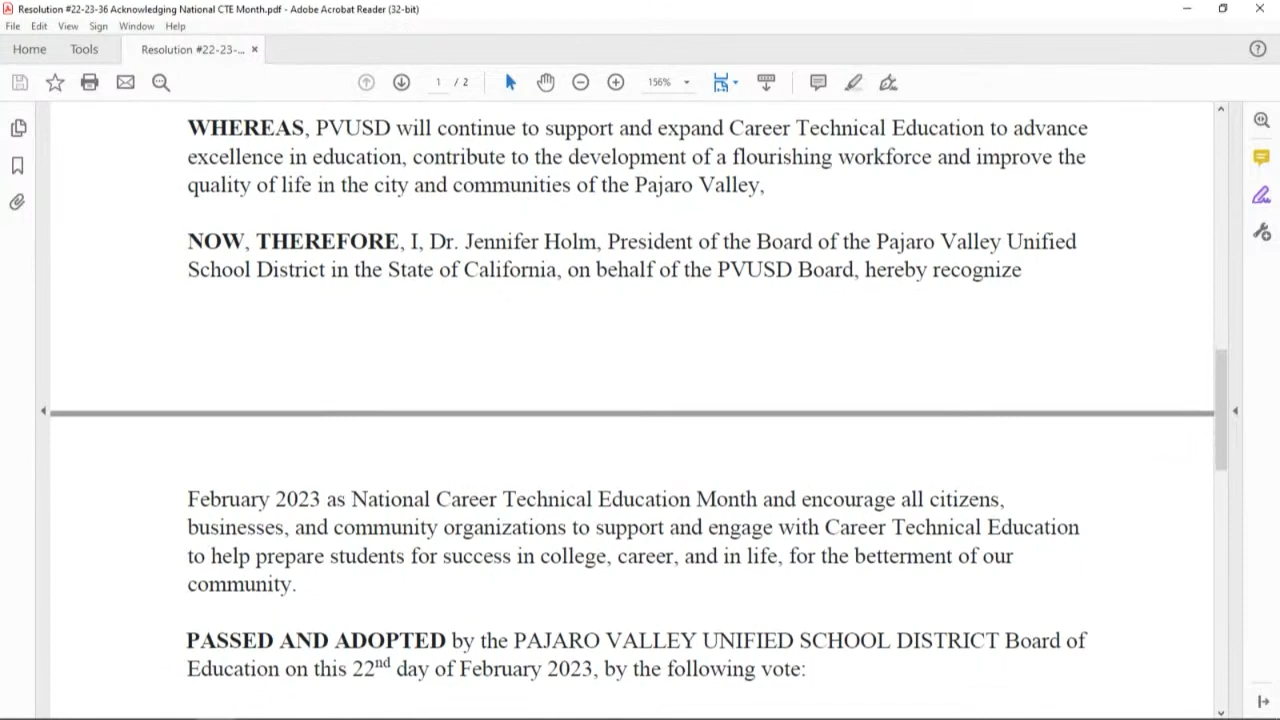 Resolution #22-23-36 Acknowledging National CTE Month.pdf - Adobe Acrobat Reader (32-bit)
File Edit View Sign Window Help
Home Tools Resolution #22-23-... ×
1 / 2 156%
WHEREAS, PVUSD will continue to support and expand Career Technical Education to advance
excellence in education, contribute to the development of a flourishing workforce and improve the
quality of life in the city and communities of the Pajaro Valley,
NOW, THEREFORE, I, Dr. Jennifer Holm, President of the Board of the Pajaro Valley Unified
School District in the State of California, on behalf of the PVUSD Board, hereby recognize
February 2023 as National Career Technical Education Month and encourage all citizens,
businesses, and community organizations to support and engage with Career Technical Education
to help prepare students for success in college, career, and in life, for the betterment of our
community.
PASSED AND ADOPTED by the PAJARO VALLEY UNIFIED SCHOOL DISTRICT Board of
Education on this 22nd day of February 2023, by the following vote: